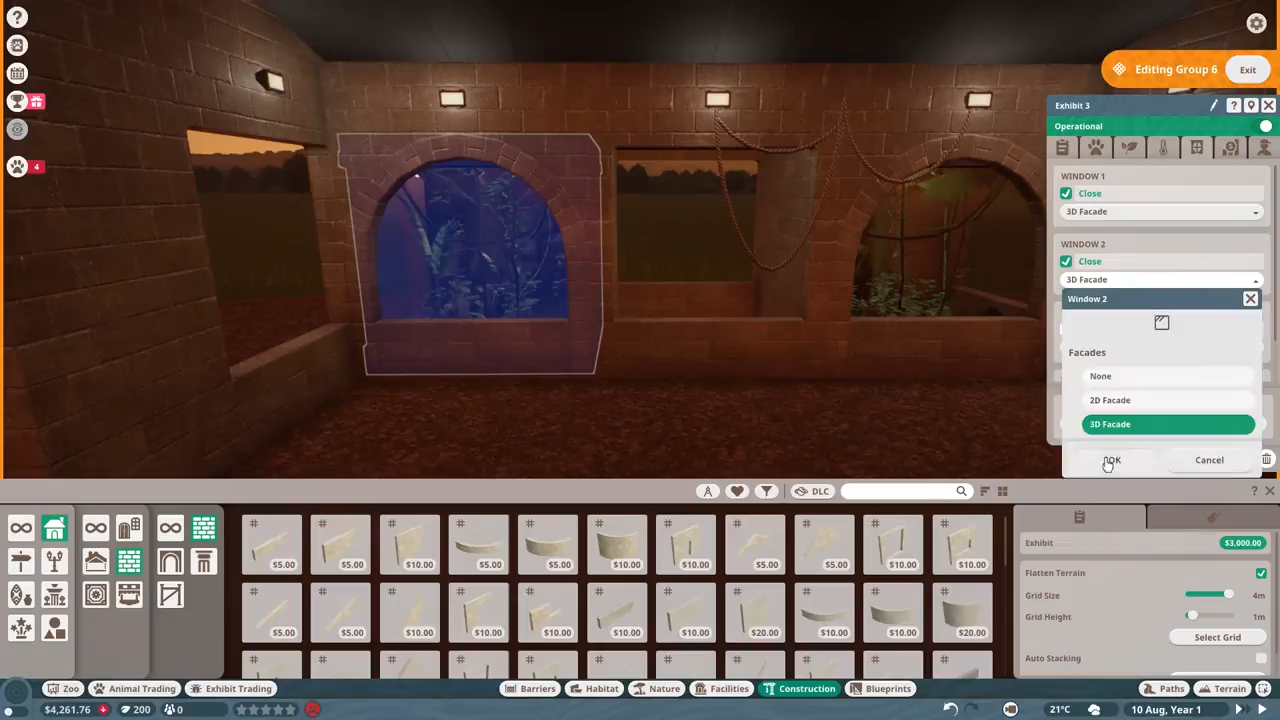 Editing Group 6
Exit
Exhibit 3
?
Operational
4
WINDOW 1
Close
3D Facade
WINDOW 2
Close
3D Facade
Window 2
Facades
None
2D Facade
3D Facade
OK
Cancel
DLC
?
$5.00 $5.00 $10.00 $5.00 $5.00 $10.00 $10.00 $5.00 $5.00 $10.00 $10.00
$5.00 $5.00 $10.00 $10.00 $10.00 $10.00 $10.00 $20.00 $10.00 $10.00 $20.00
Exhibit $3,000.00
Flatten Terrain
Grid Size 4m
Grid Height 1m
Select Grid
Auto Stacking
Zoo Animal Trading Exhibit Trading Barriers Habitat Nature Facilities Construction Blueprints Paths Terrain
$4,261.76 200 0 21°C 10 Aug, Year 1